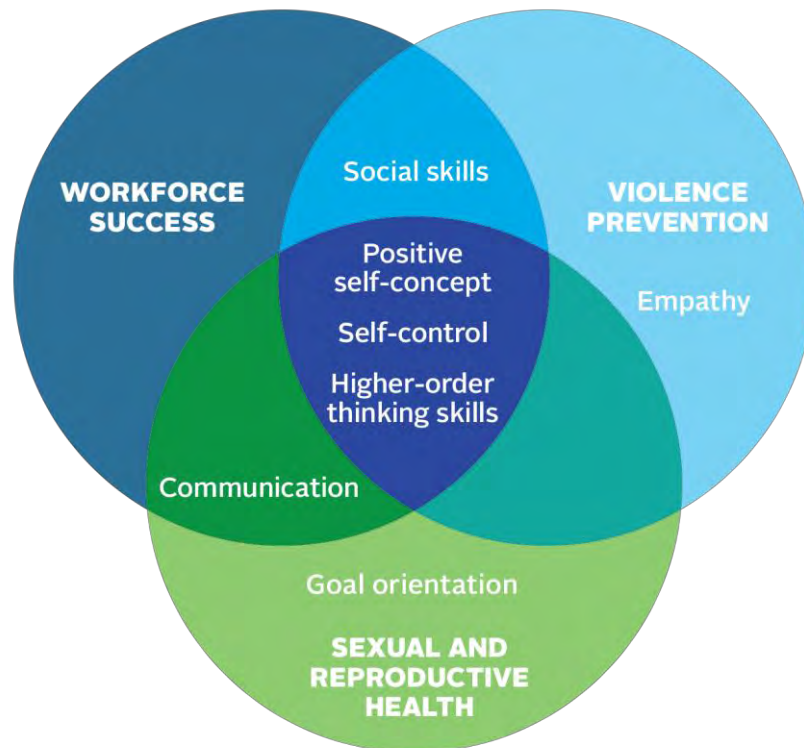 Social skills
WORKFORCE
SUCCESS
VIOLENCE
PREVENTION
Positive
self-concept
Empathy
Self-control
Higher-order
thinking skills
Communication
Goal orientation
SEXUAL AND
REPRODUCTIVE
HEALTH